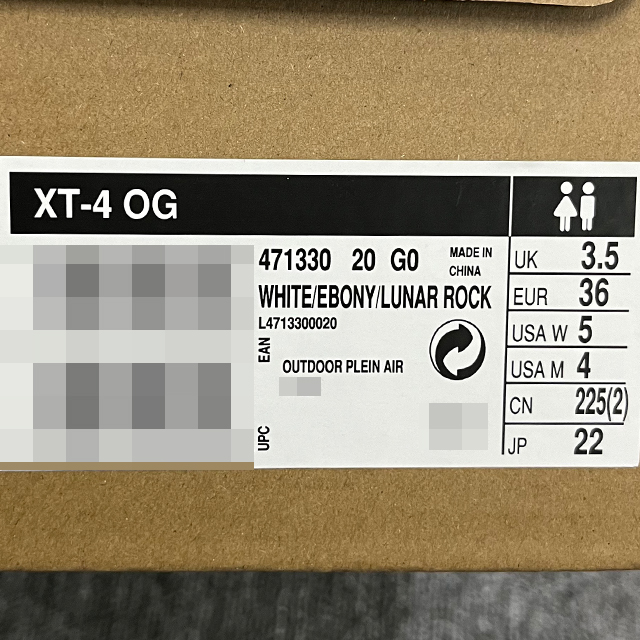 XT-4 OG
471330 20 G0
MADE IN
CHINA
WHITE/EBONY/LUNAR ROCK
L4713300020
EAN
OUTDOOR PLEIN AIR
UPC
UK 3.5
EUR 36
USA W 5
USA M 4
CN 225(2)
JP 22